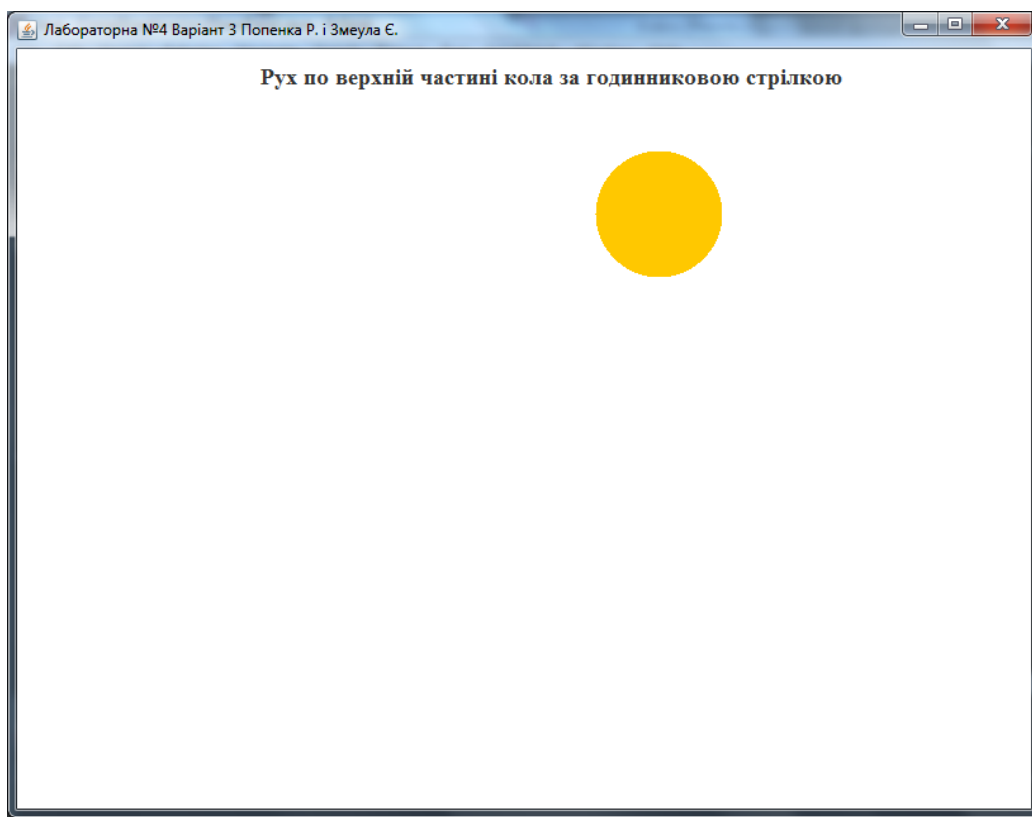 Лабораторна №4 Варіант 3 Попенка Р. і Змеула Є.
Рух по верхній частині кола за годинниковою стрілкою